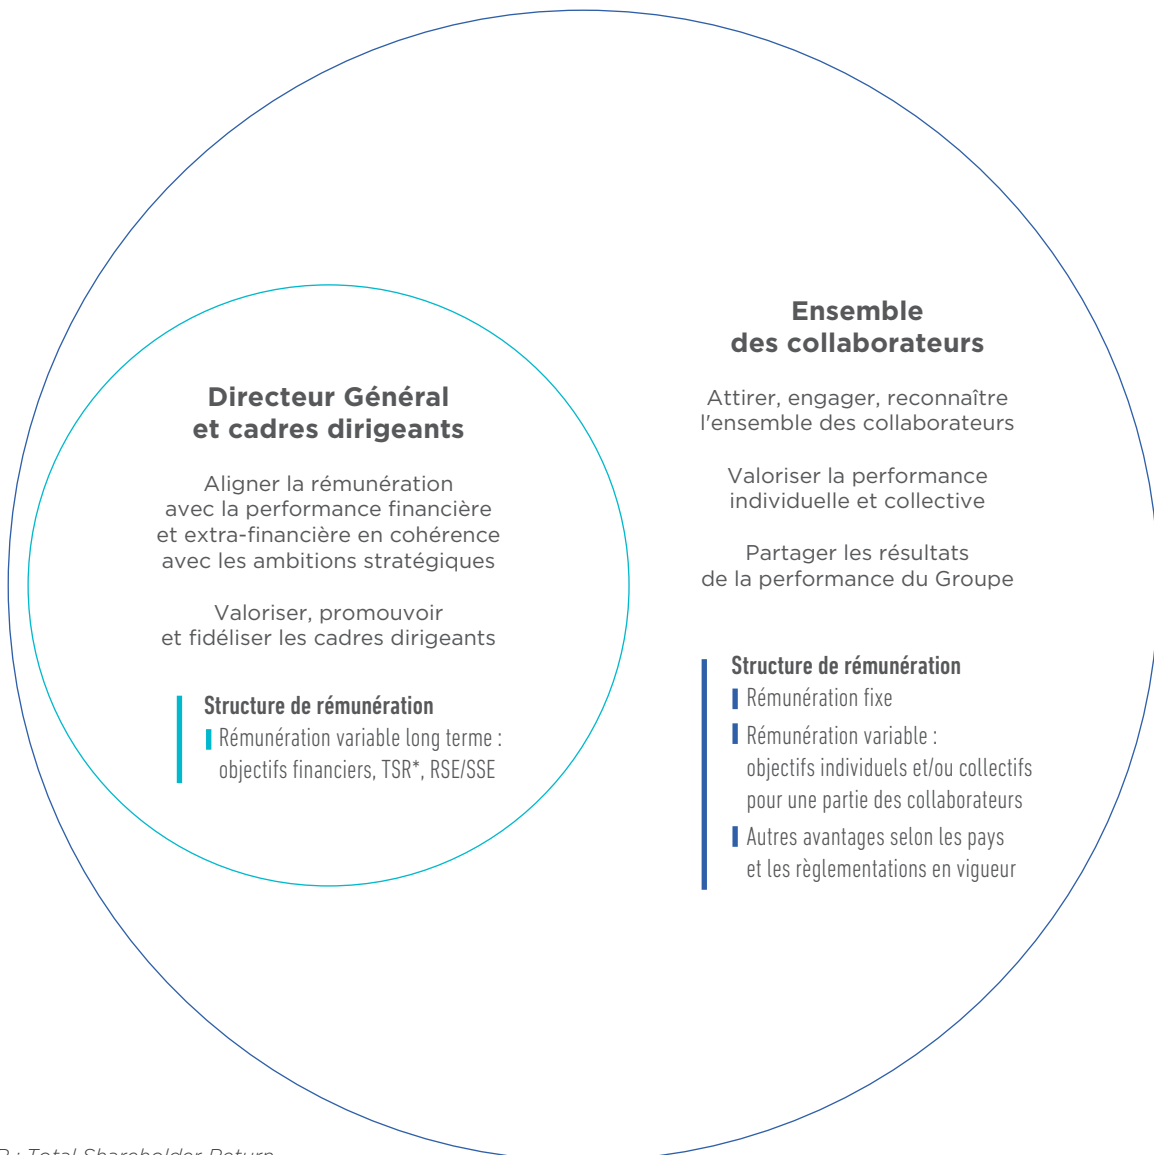 Directeur Général
et cadres dirigeants
Aligner la rémunération
avec la performance financière
et extra-financière en cohérence
avec les ambitions stratégiques
Valoriser, promouvoir
et fidéliser les cadres dirigeants
Structure de rémunération
Rémunération variable long terme :
objectifs financiers, TSR*, RSE/SSE
Ensemble
des collaborateurs
Attirer, engager, reconnaître
l'ensemble des collaborateurs
Valoriser la performance
individuelle et collective
Partager les résultats
de la performance du Groupe
Structure de rémunération
Rémunération fixe
Rémunération variable :
objectifs individuels et/ou collectifs
pour une partie des collaborateurs
Autres avantages selon les pays
et les règlementations en vigueur
: Total Shareholder Return